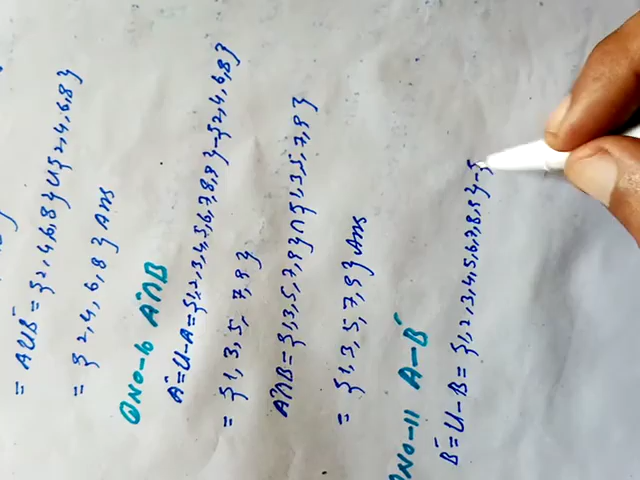 = AUB¯ = {2,4,6,8}U{2,4,6,8}
= {2,4,6,8} Ans
QNO-10 A¯∩B
A¯=U-A={1,2,3,4,5,6,7,8,9}-{2,4,6,8}
= {1,3,5,7,9}
A¯∩B={1,3,5,7,9}∩{1,3,5,7,9}
= {1,3,5,7,9} Ans
QNO-11 A-B¯
B¯=U-B={1,2,3,4,5,6,7,8,9}-{